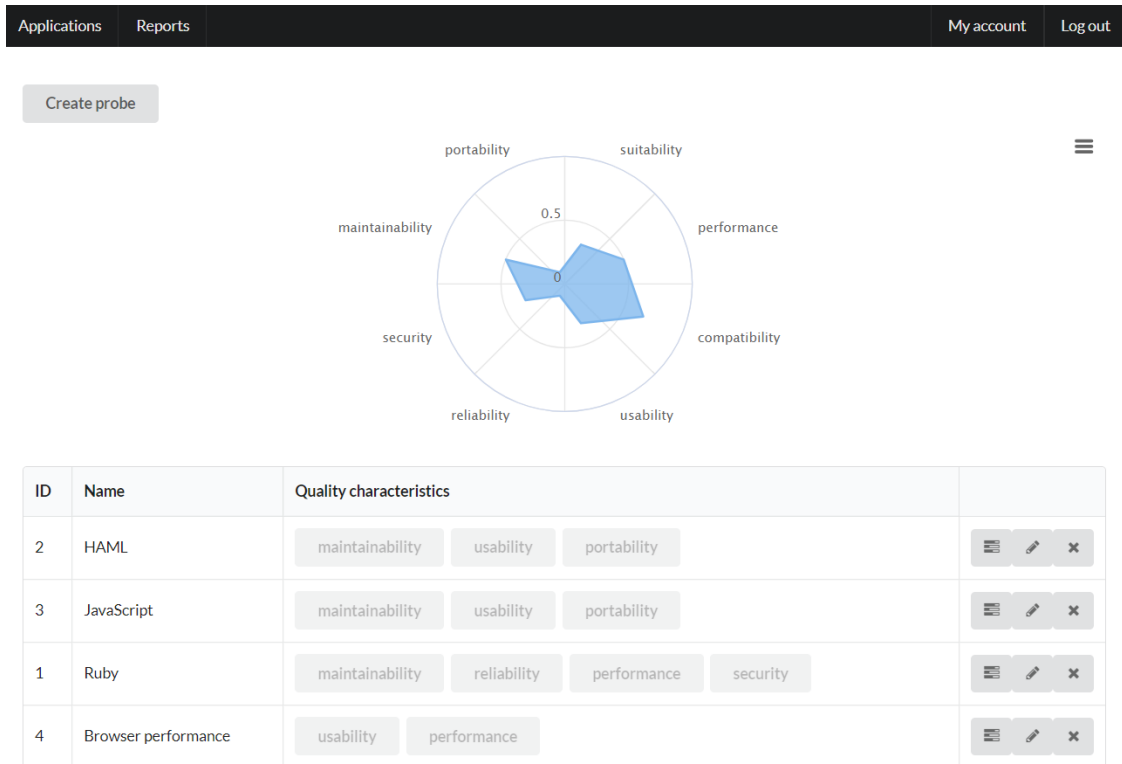 Applications Reports My account Log out
Create probe
portability suitability
0.5
maintainability performance
0
security compatibility
reliability usability
ID Name Quality characteristics
2 HAML maintainability usability portability
3 JavaScript maintainability usability portability
1 Ruby maintainability reliability performance security
4 Browser performance usability performance